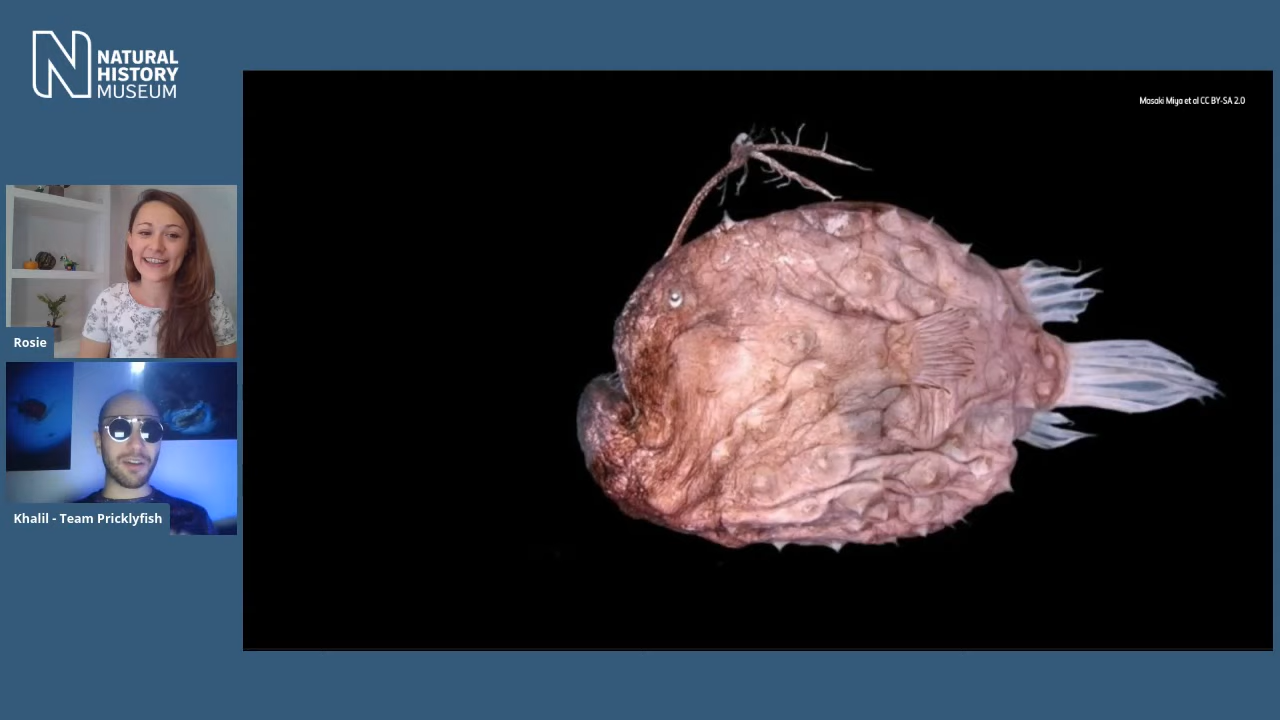 NATURAL
HISTORY
MUSEUM
Masaki Miya et al CC BY-SA 2.0
Rosie
Khalil - Team Pricklyfish